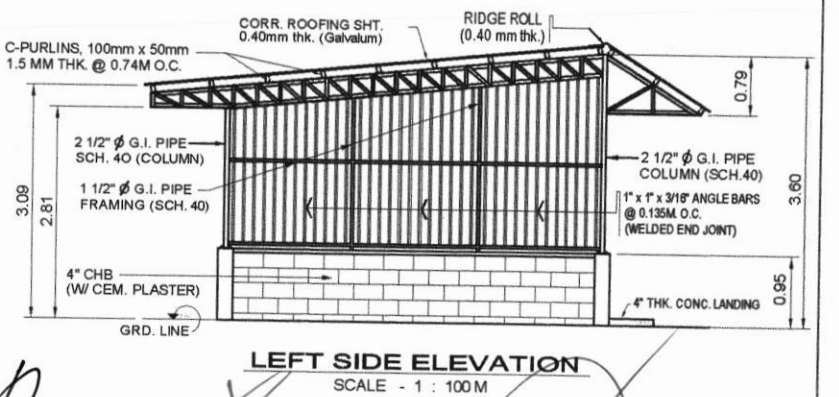 CORR. ROOFING SHT.
0.40mm thk. (Galvalum)
RIDGE ROLL
(0.40 mm thk.)
C-PURLINS, 100mm x 50mm
1.5 MM THK. @ 0.74M O.C.
0.79
2 1/2" Ø G.I. PIPE
SCH. 40 (COLUMN)
2 1/2" Ø G.I. PIPE
COLUMN (SCH.40)
3.09
2.81
1 1/2" Ø G.I. PIPE
FRAMING (SCH. 40)
1" x 1" x 3/16" ANGLE BARS
@ 0.135M. O.C.
(WELDED END JOINT)
3.60
4" CHB
(W/ CEM. PLASTER)
0.95
4" THK. CONC. LANDING
GRD. LINE
LEFT SIDE ELEVATION
SCALE - 1 : 100 M